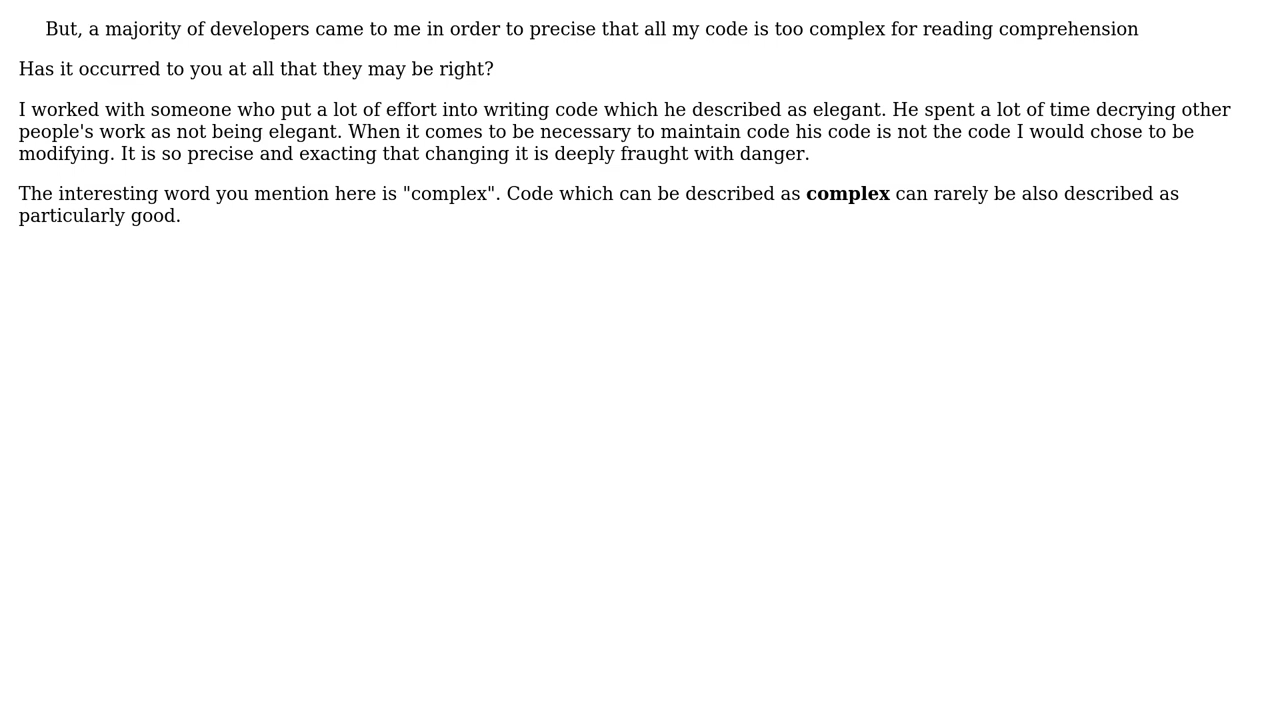 But, a majority of developers came to me in order to precise that all my code is too complex for reading comprehension
Has it occurred to you at all that they may be right?
I worked with someone who put a lot of effort into writing code which he described as elegant. He spent a lot of time decrying other
people's work as not being elegant. When it comes to be necessary to maintain code his code is not the code I would chose to be
modifying. It is so precise and exacting that changing it is deeply fraught with danger.
The interesting word you mention here is "complex". Code which can be described as complex can rarely be also described as
particularly good.